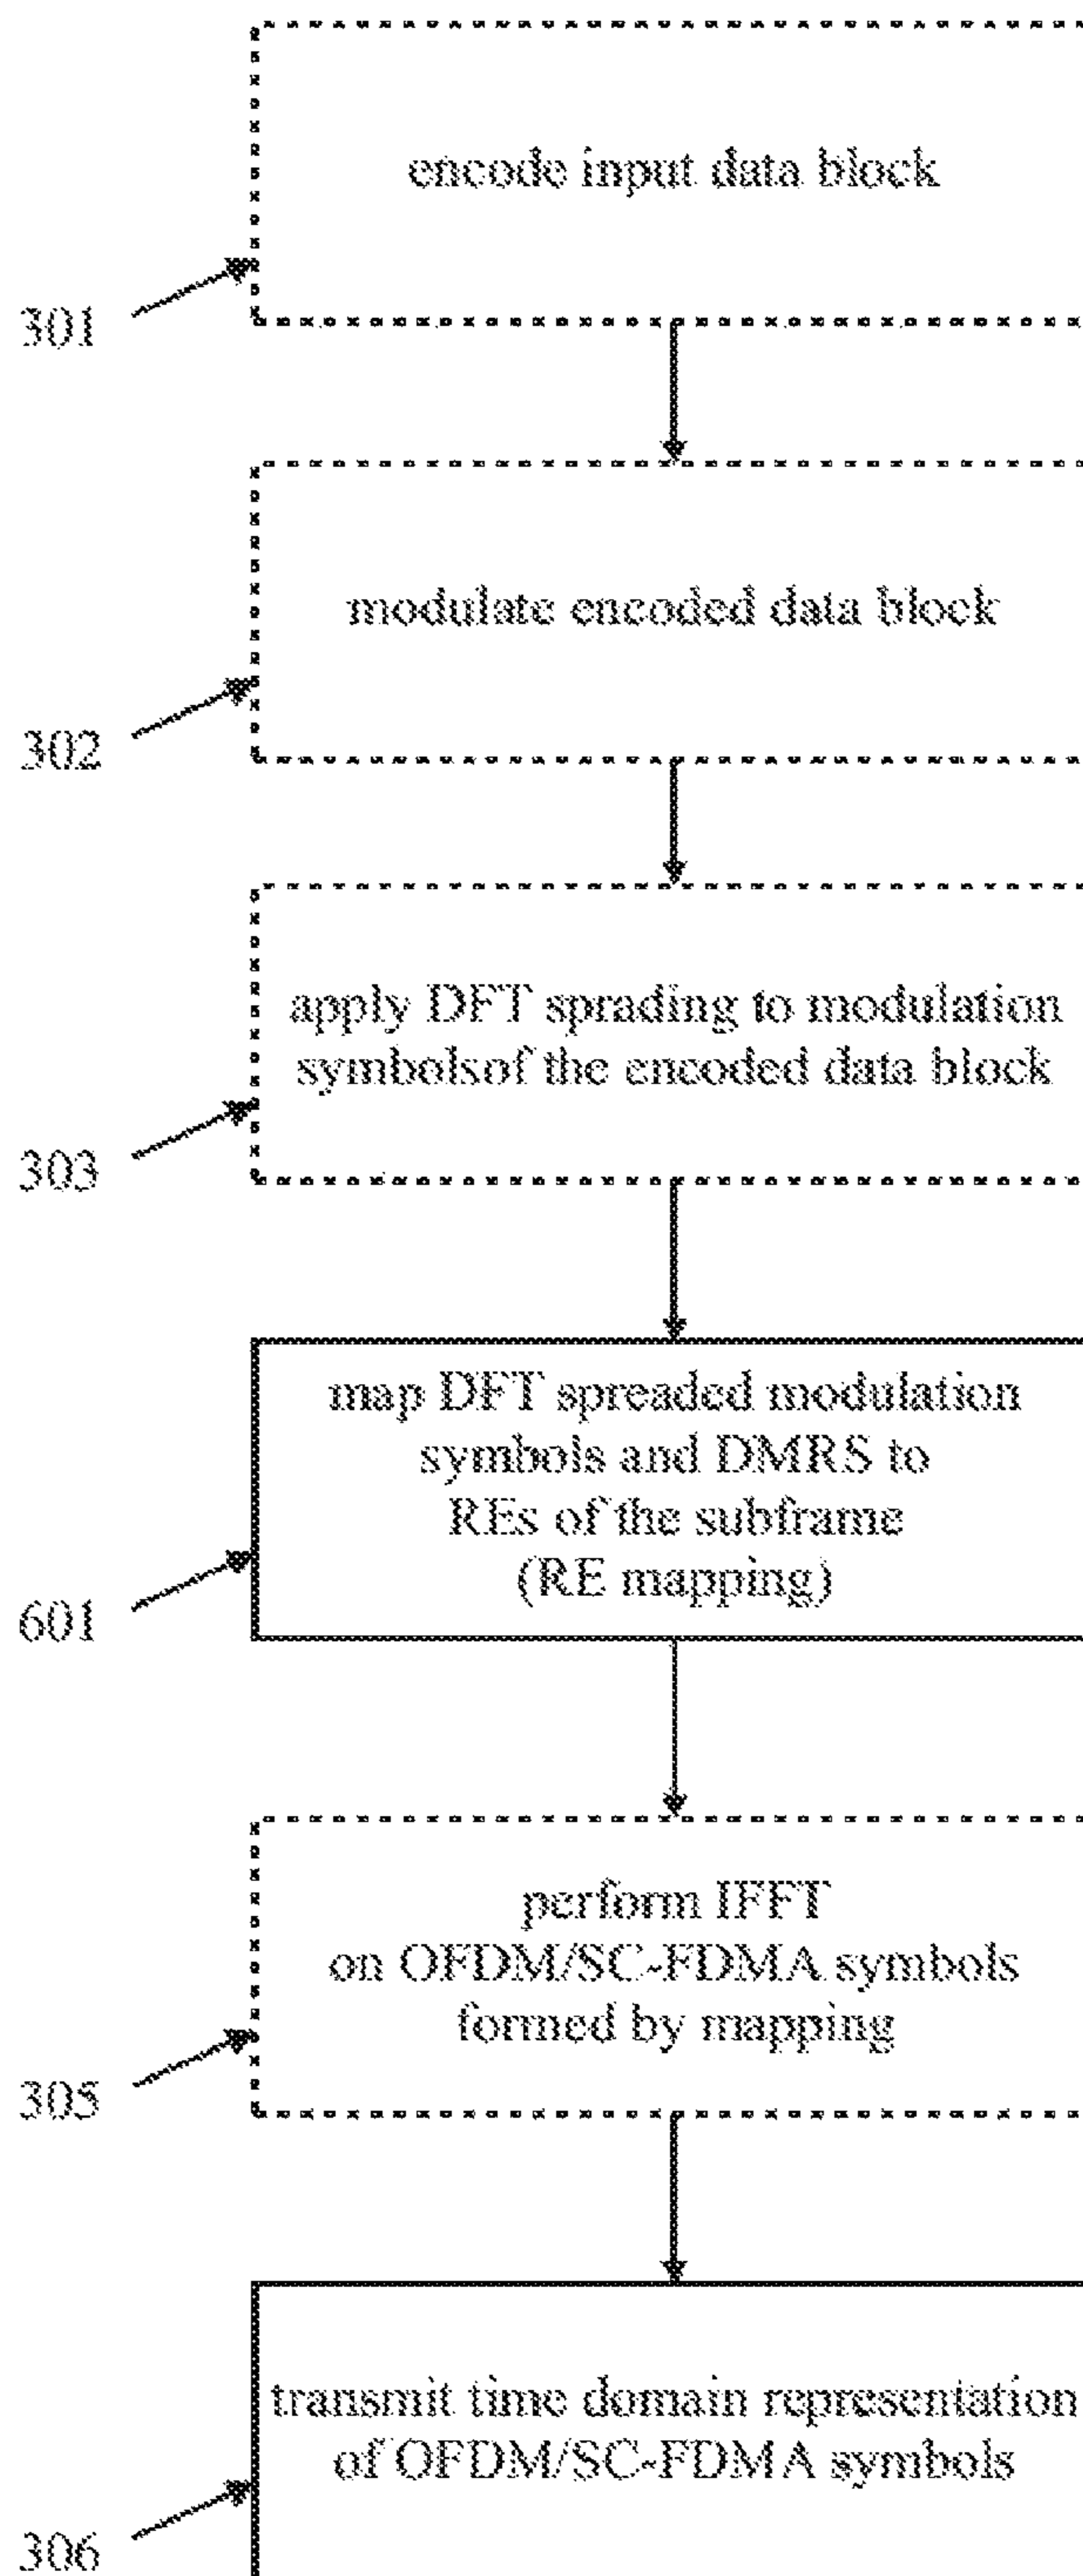 encode input data block
301
modulate encoded data block
302
apply DFT sprading to modulation
symbolsof the encoded data block
303
map DFT spreaded modulation
symbols and DMRS to
REs of the subframe
(RE mapping)
601
perform IFFT
on OFDM/SC-FDMA symbols
formed by mapping
305
transmit time domain representation
of OFDM/SC-FDMA symbols
306